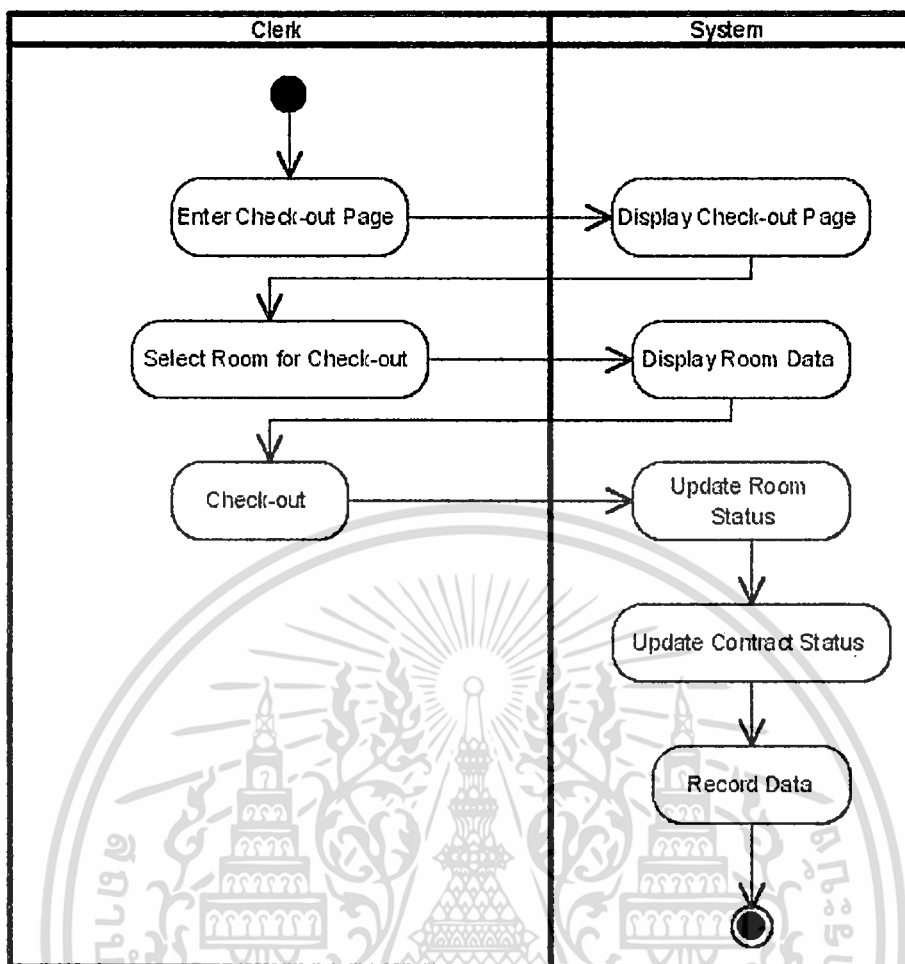 Clerk
System
Enter Check-out Page
Display Check-out Page
Select Room for Check-out
Display Room Data
Check-out
Update Room
Status
Update Contract Status
Record Data